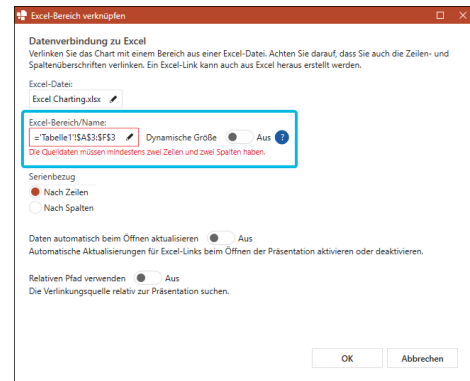 Excel-Bereich verknüpfen
Datenverbindung zu Excel
Verlinken Sie das Chart mit einem Bereich aus einer Excel-Datei. Achten Sie darauf, dass Sie auch die Zeilen- und
Spaltenüberschriften verlinken. Ein Excel-Link kann auch aus Excel heraus erstellt werden.
Excel-Datei:
Excel Charting.xlsx
Excel-Bereich/Name:
='Tabelle1'!$A$3:$F$3 Dynamische Größe Aus ?
Die Quelldaten müssen mindestens zwei Zeilen und zwei Spalten haben.
Serienbezug
Nach Zeilen
Nach Spalten
Daten automatisch beim Öffnen aktualisieren Aus
Automatische Aktualisierungen für Excel-Links beim Öffnen der Präsentation aktivieren oder deaktivieren.
Relativen Pfad verwenden Aus
Die Verlinkungsquelle relativ zur Präsentation suchen.
OK Abbrechen